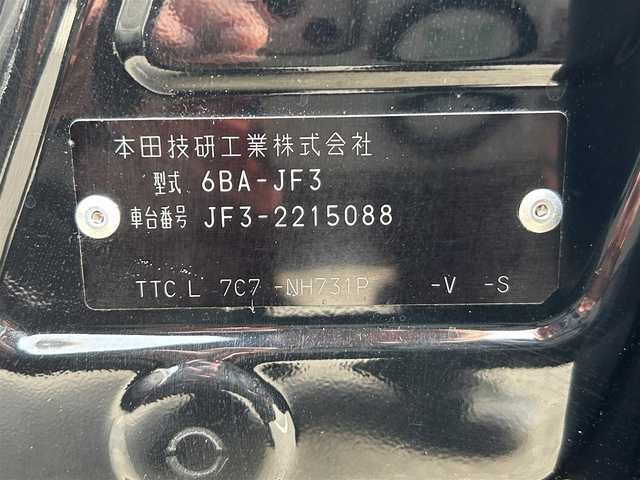 本田技研工業株式会社
型式 6BA-JF3
車台番号 JF3-2215088
TTC L 7C7 -NH731P -V -S